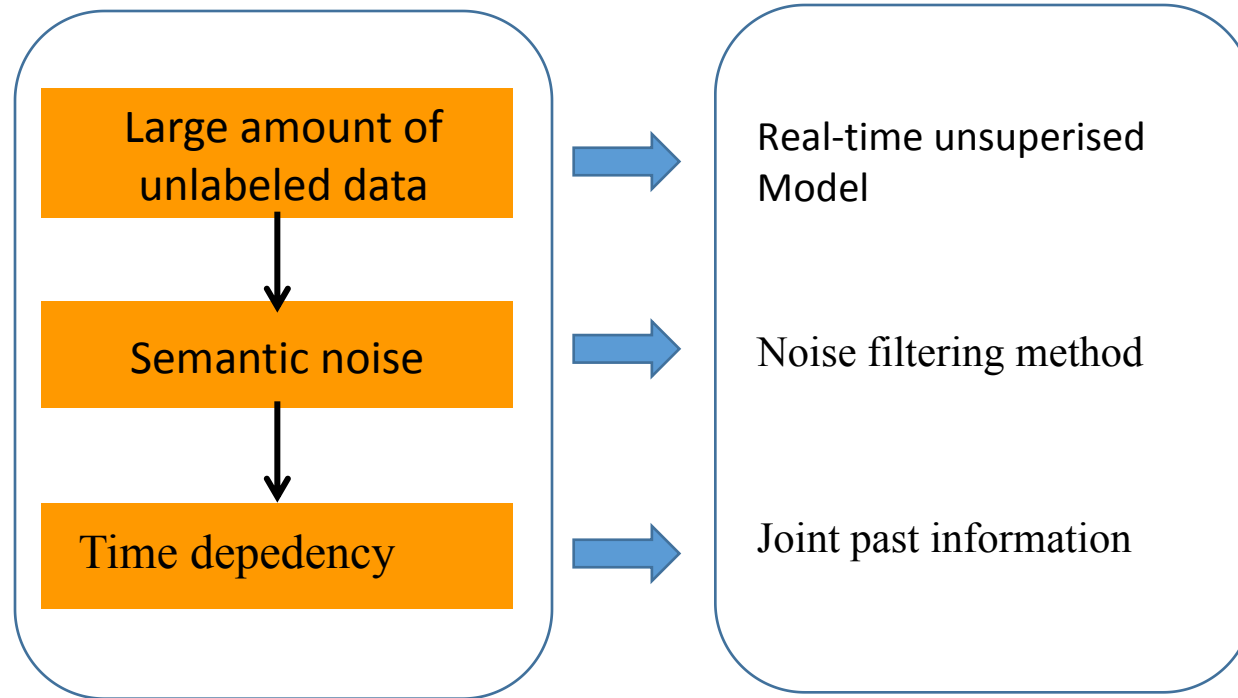 Large amount of
unlabeled data
Real-time unsuperised
Model
Semantic noise
Noise filtering method
Time depedency
Joint past information